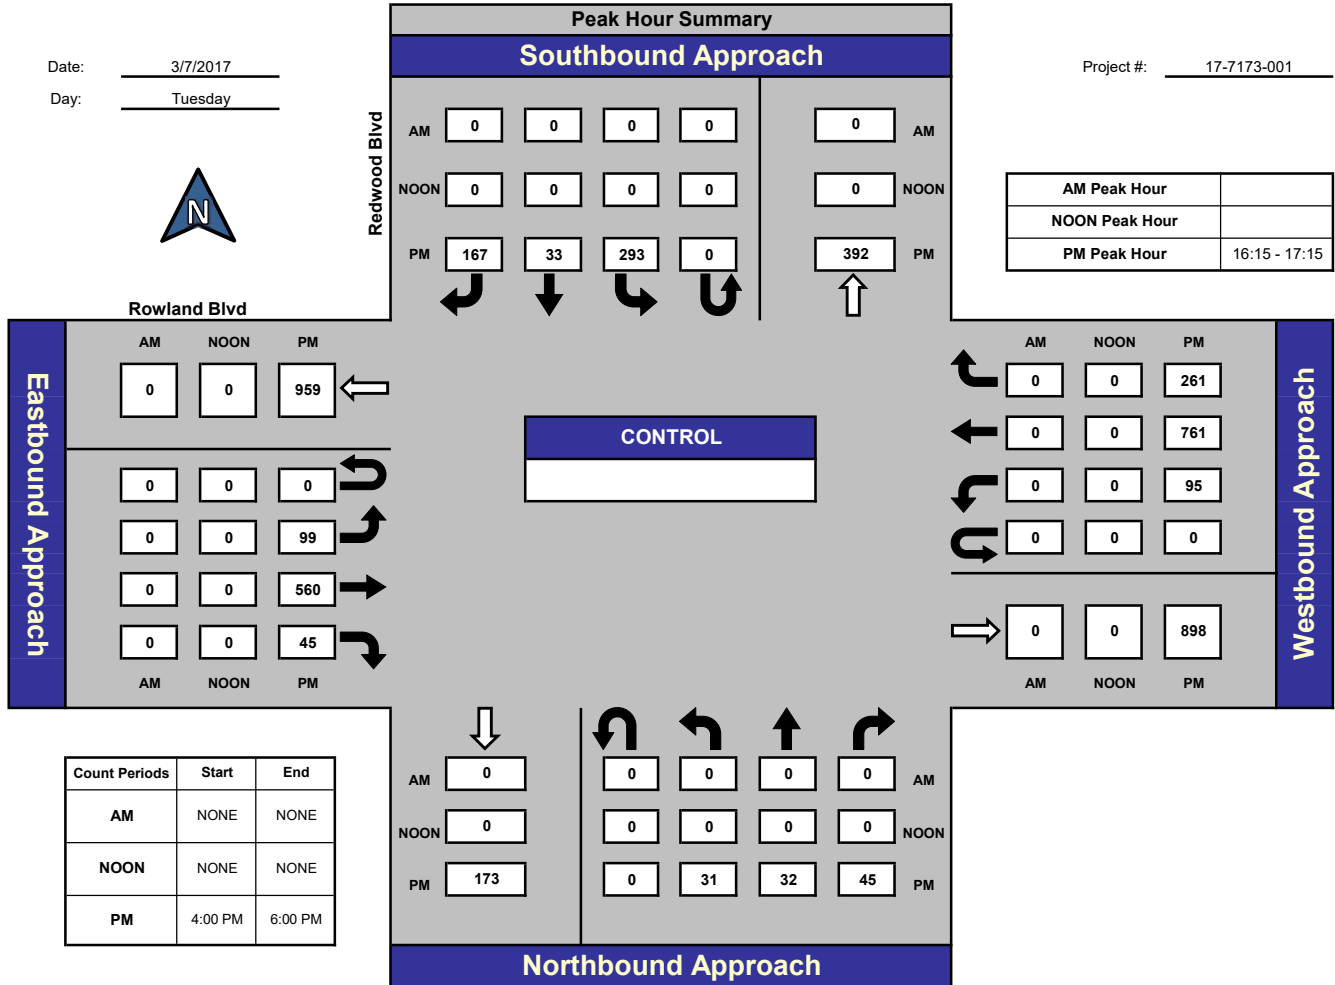 Peak Hour Summary
Southbound Approach
Date: 3/7/2017
Project #: 17-7173-001
Day: Tuesday
Redwood Blvd
AM 0 0 0 0 0 AM
NOON 0 0 0 0 0 NOON
PM 167 33 293 0 392 PM
N
AM Peak Hour
NOON Peak Hour
PM Peak Hour 16:15 - 17:15
Rowland Blvd
Eastbound Approach
AM NOON PM
0 0 959
0 0 0
0 0 99
0 0 560
0 0 45
AM NOON PM
CONTROL
AM NOON PM
0 0 261
0 0 761
0 0 95
0 0 0
0 0 898
AM NOON PM
Westbound Approach
Count Periods Start End
AM NONE NONE
NOON NONE NONE
PM 4:00 PM 6:00 PM
AM 0 0 0 0 0 AM
NOON 0 0 0 0 0 NOON
PM 173 0 31 32 45 PM
Northbound Approach